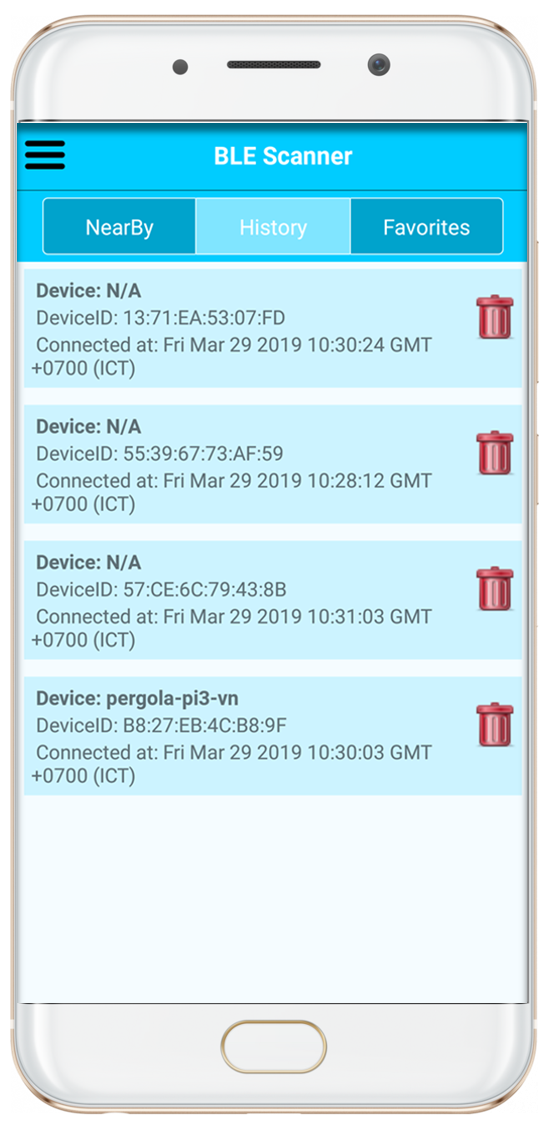 BLE Scanner
NearBy
History
Favorites
Device: N/A
DeviceID: 13:71:EA:53:07:FD
Connected at: Fri Mar 29 2019 10:30:24 GMT
+0700 (ICT)
Device: N/A
DeviceID: 55:39:67:73:AF:59
Connected at: Fri Mar 29 2019 10:28:12 GMT
+0700 (ICT)
Device: N/A
DeviceID: 57:CE:6C:79:43:8B
Connected at: Fri Mar 29 2019 10:31:03 GMT
+0700 (ICT)
Device: pergola-pi3-vn
DeviceID: B8:27:EB:4C:B8:9F
Connected at: Fri Mar 29 2019 10:30:03 GMT
+0700 (ICT)